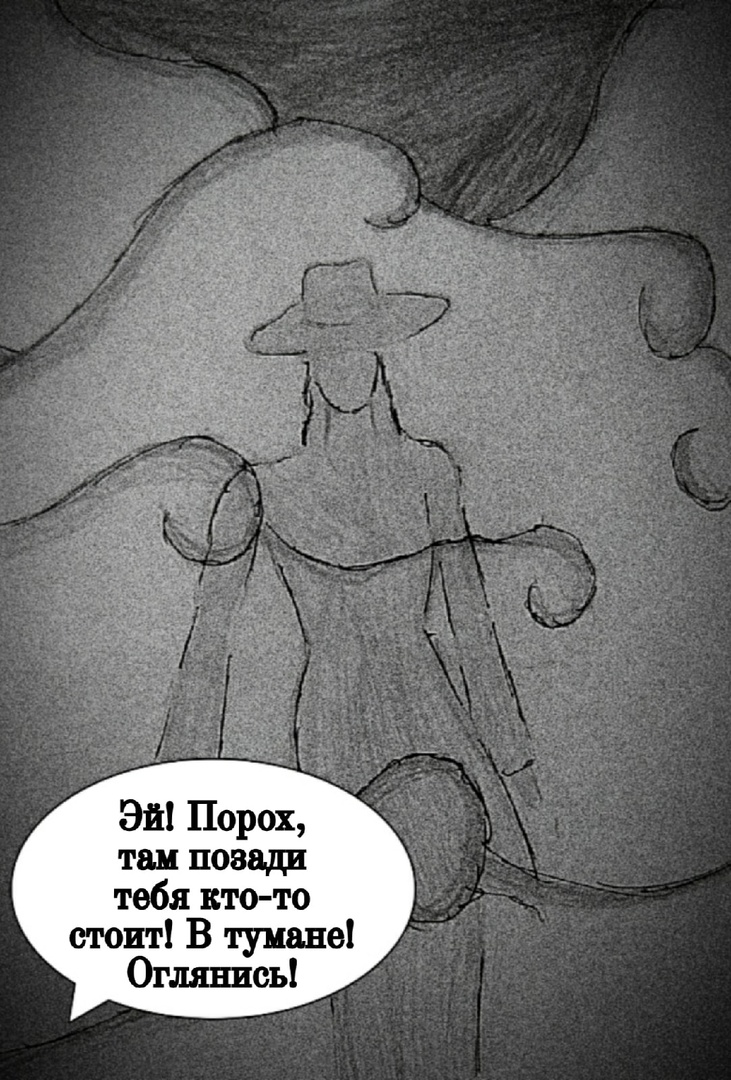 Эй! Порох,
там позади
тебя кто-то
стоит! В тумане!
Оглянись!